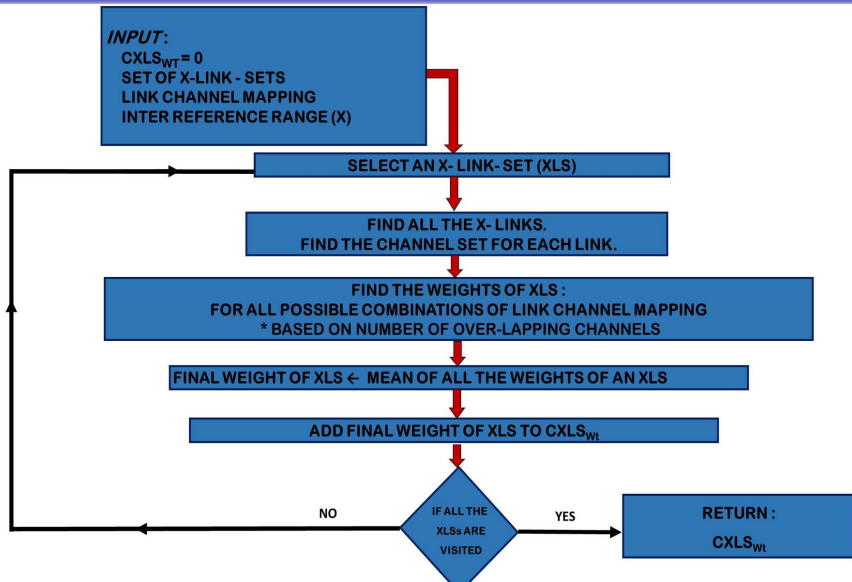 INPUT :
CXLS_WT = 0
SET OF X-LINK - SETS
LINK CHANNEL MAPPING
INTER REFERENCE RANGE (X)
SELECT AN X- LINK- SET (XLS)
FIND ALL THE X- LINKS.
FIND THE CHANNEL SET FOR EACH LINK.
FIND THE WEIGHTS OF XLS :
FOR ALL POSSIBLE COMBINATIONS OF LINK CHANNEL MAPPING
* BASED ON NUMBER OF OVER-LAPPING CHANNELS
FINAL WEIGHT OF XLS ← MEAN OF ALL THE WEIGHTS OF AN XLS
ADD FINAL WEIGHT OF XLS TO CXLS_Wt
IF ALL THE
XLSs ARE
VISITED
NO
YES
RETURN :
CXLS_Wt